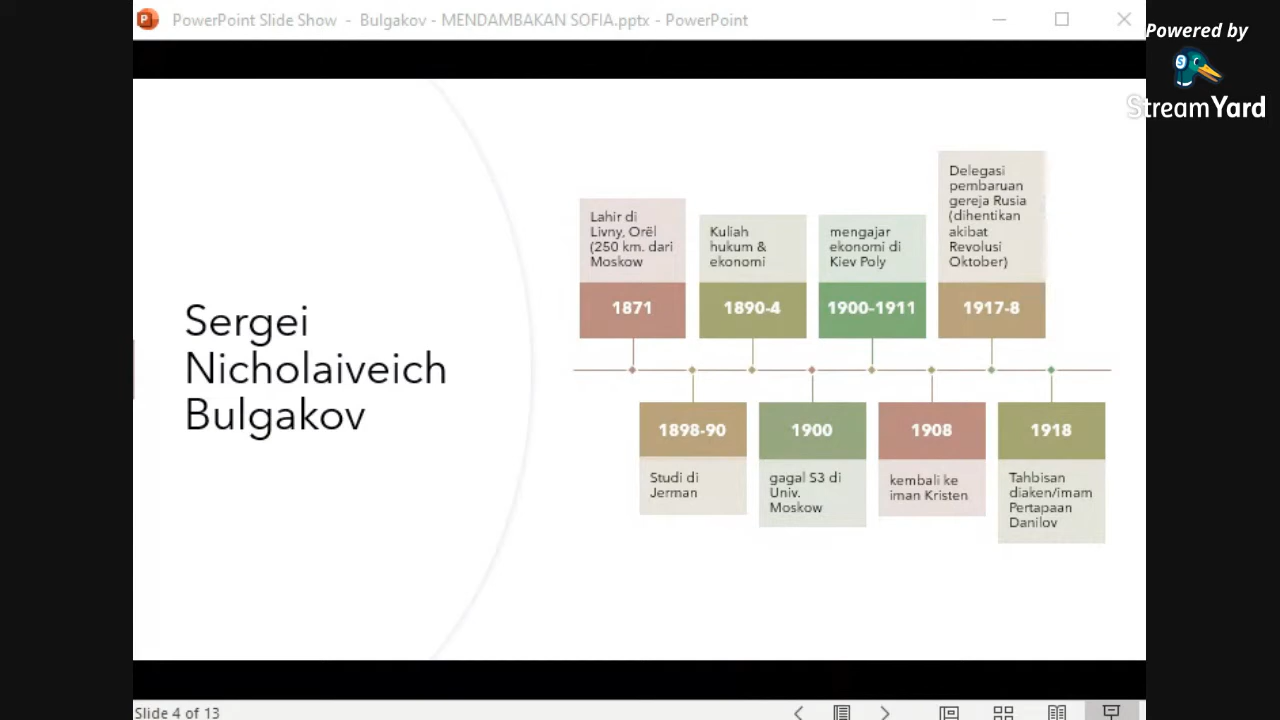 PowerPoint Slide Show - Bulgakov - MENDAMBAKAN SOFIA.pptx - PowerPoint
Powered by
StreamYard
Sergei
Nicholaiveich
Bulgakov
Lahir di
Livny, Orël
(250 km. dari
Moskow
1871
1898-90
Studi di
Jerman
Kuliah
hukum &
ekonomi
1890-4
1900
gagal S3 di
Univ.
Moskow
mengajar
ekonomi di
Kiev Poly
1900-1911
1908
kembali ke
iman Kristen
Delegasi
pembaruan
gereja Rusia
(dihentikan
akibat
Revolusi
Oktober)
1917-8
1918
Tahbisan
diaken/imam
Pertapaan
Danilov
Slide 4 of 13